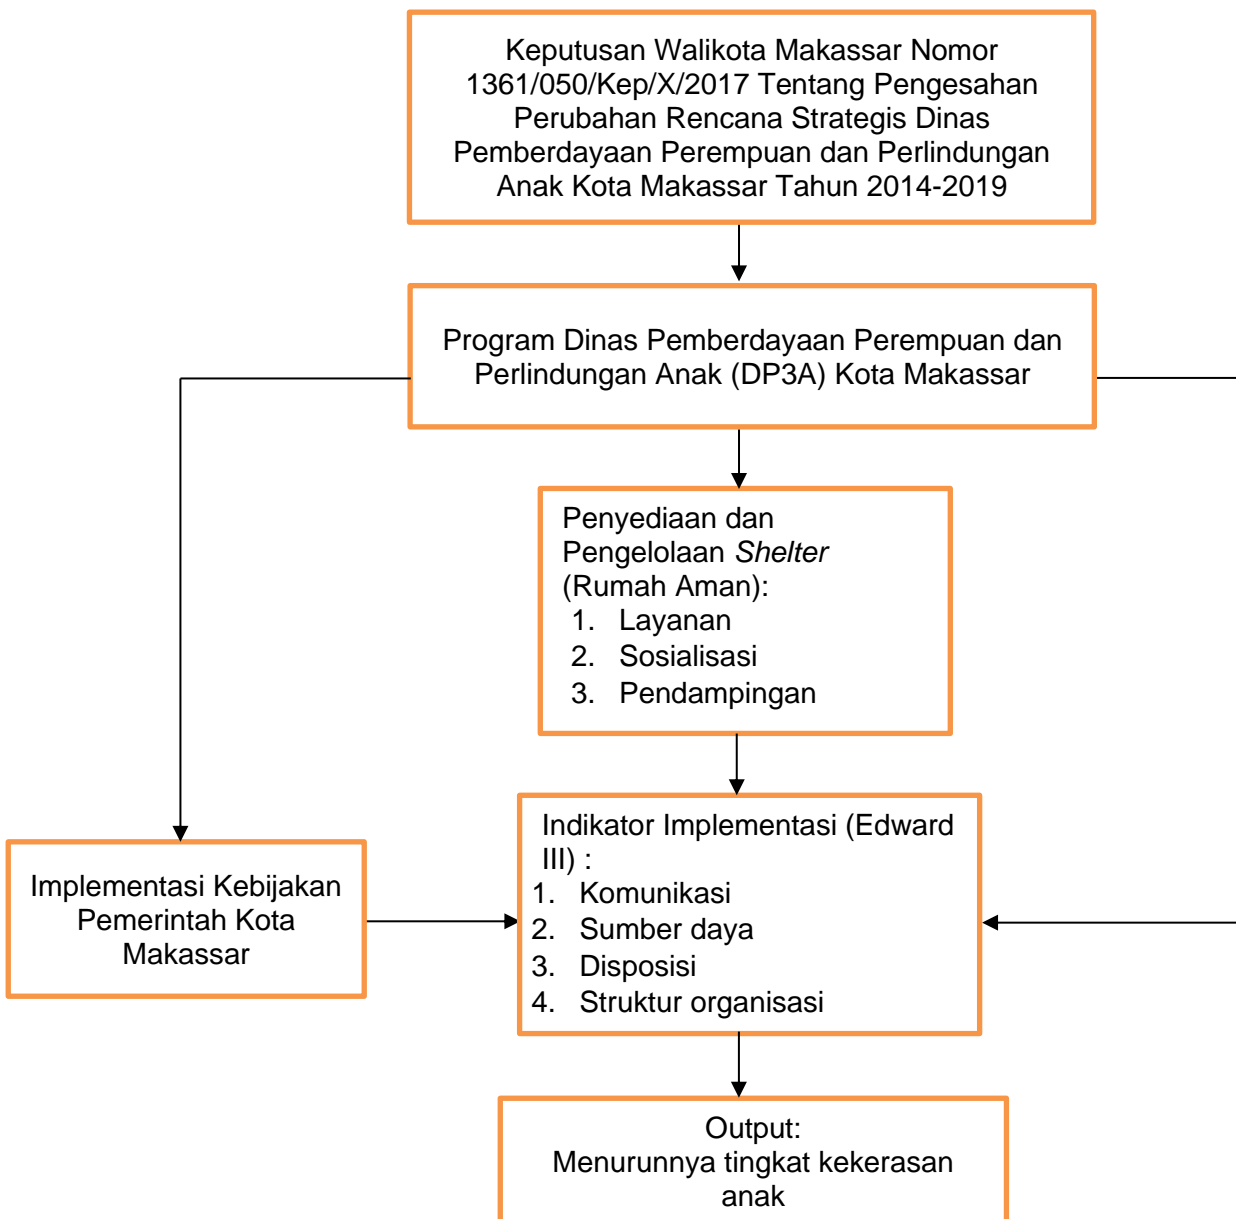 Keputusan Walikota Makassar Nomor
1361/050/Kep/X/2017 Tentang Pengesahan
Perubahan Rencana Strategis Dinas
Pemberdayaan Perempuan dan Perlindungan
Anak Kota Makassar Tahun 2014-2019
Program Dinas Pemberdayaan Perempuan dan
Perlindungan Anak (DP3A) Kota Makassar
Penyediaan dan
Pengelolaan Shelter
(Rumah Aman):
1. Layanan
2. Sosialisasi
3. Pendampingan
Implementasi Kebijakan
Pemerintah Kota
Makassar
Indikator Implementasi (Edward
III) :
1. Komunikasi
2. Sumber daya
3. Disposisi
4. Struktur organisasi
Output:
Menurunnya tingkat kekerasan
anak